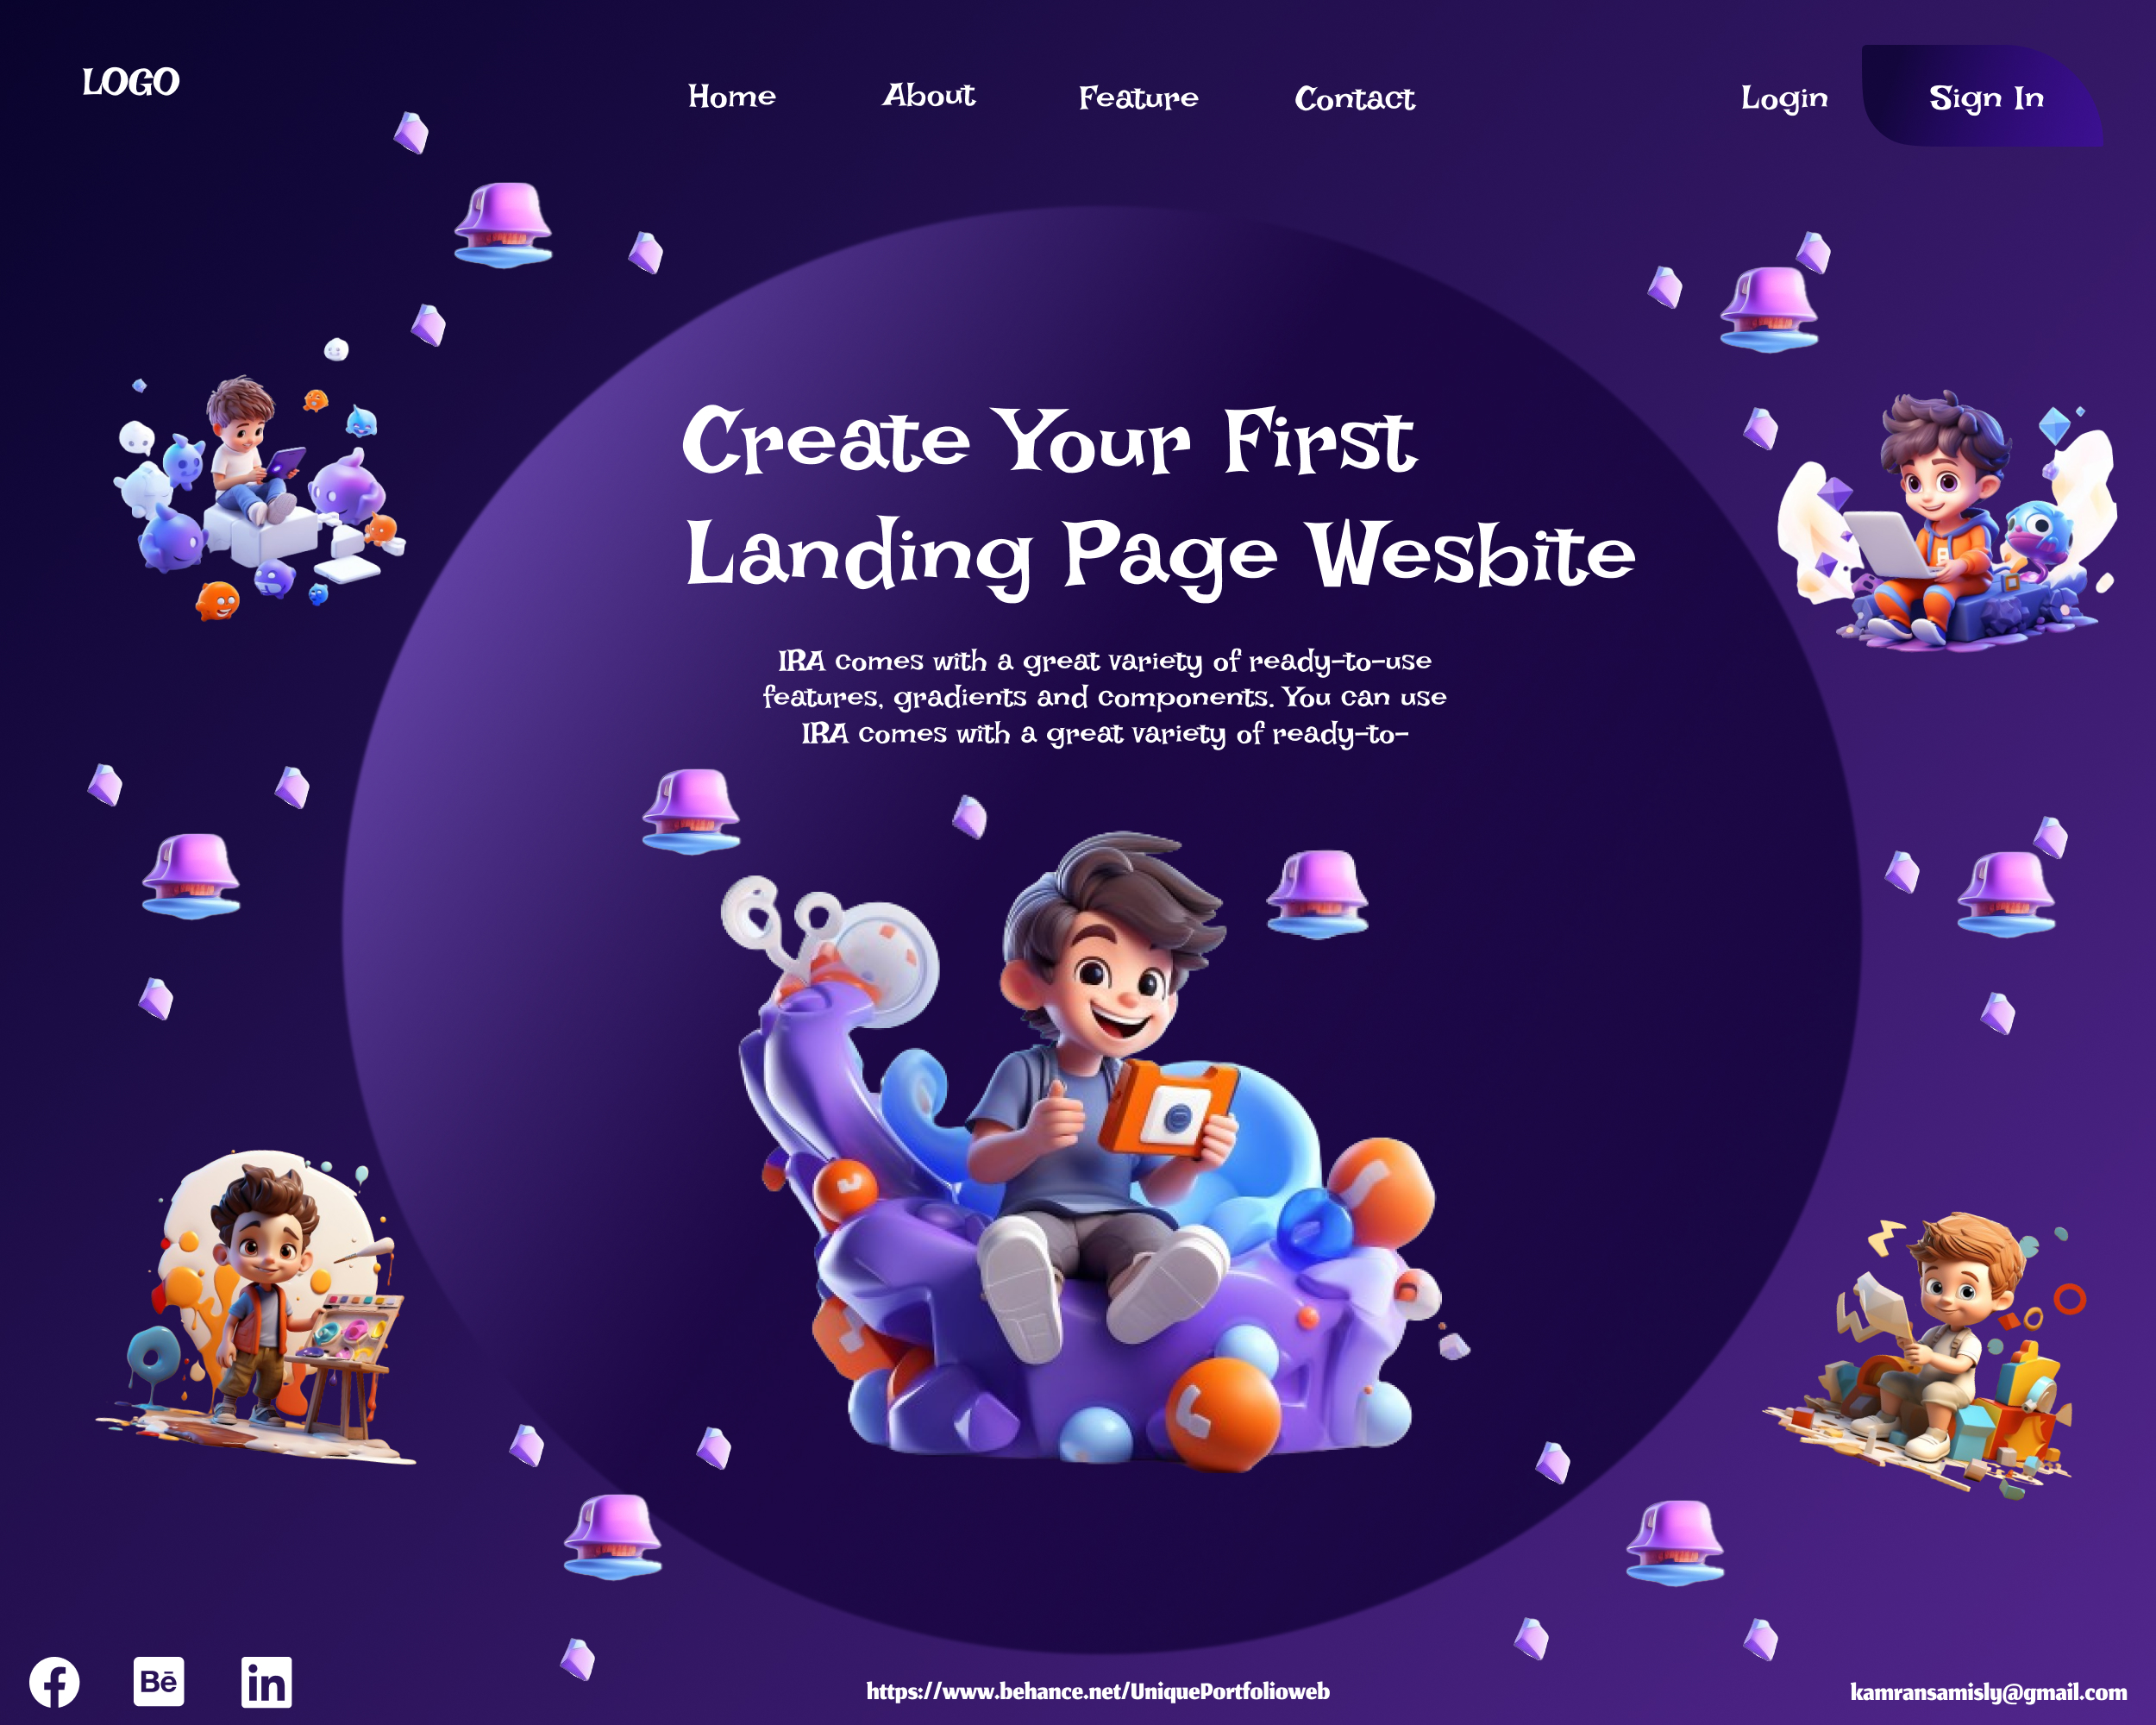 LOGO
Home About Feature Contact
Login Sign In
Create Your First
Landing Page Wesbite
IRA comes with a great variety of ready-to-use
features, gradients and components. You can use
IRA comes with a great variety of ready-to-
f Bē in
https://www.behance.net/UniquePortfolioweb
kamransamisly@gmail.com